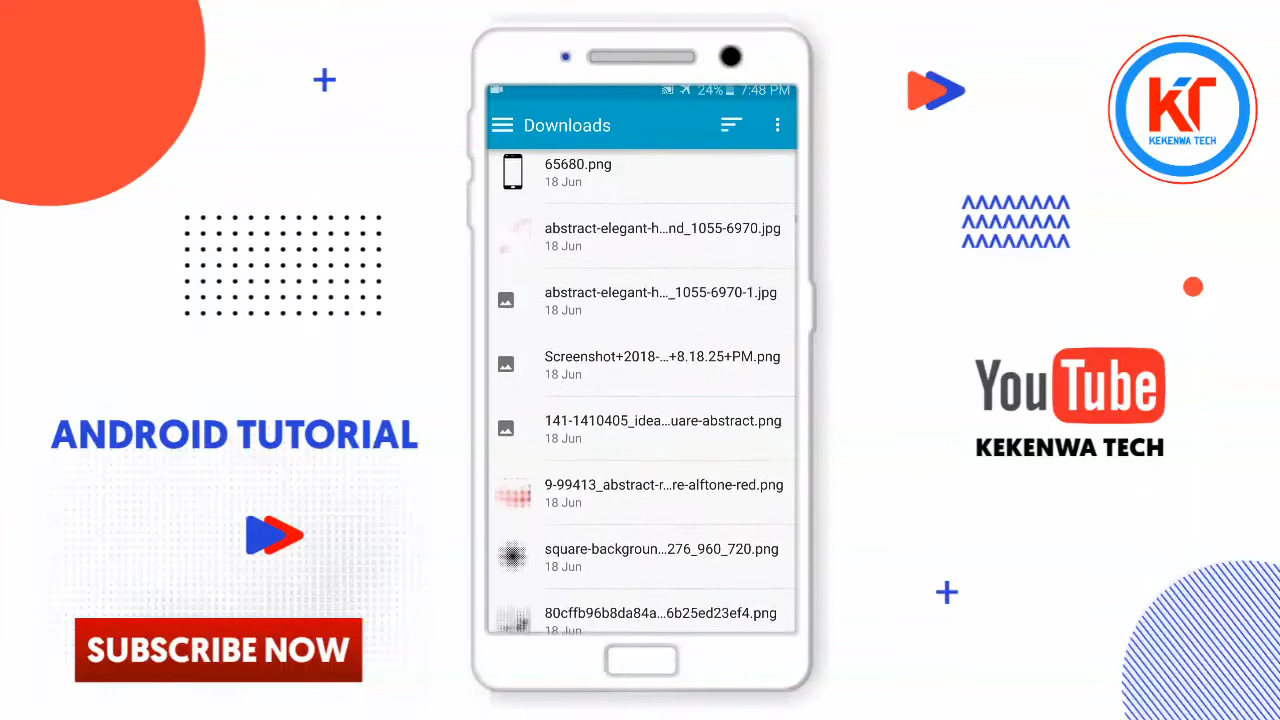 24% 7:48 PM
Downloads
65680.png
18 Jun
abstract-elegant-h...nd_1055-6970.jpg
18 Jun
abstract-elegant-h..._1055-6970-1.jpg
18 Jun
Screenshot+2018-...+8.18.25+PM.png
18 Jun
141-1410405_idea...uare-abstract.png
18 Jun
9-99413_abstract-r...re-alftone-red.png
18 Jun
square-backgroun...276_960_720.png
18 Jun
80cffb96b8da84a...6b25ed23ef4.png
18 Jun
ANDROID TUTORIAL
SUBSCRIBE NOW
KT
KEKENWA TECH
YouTube
KEKENWA TECH